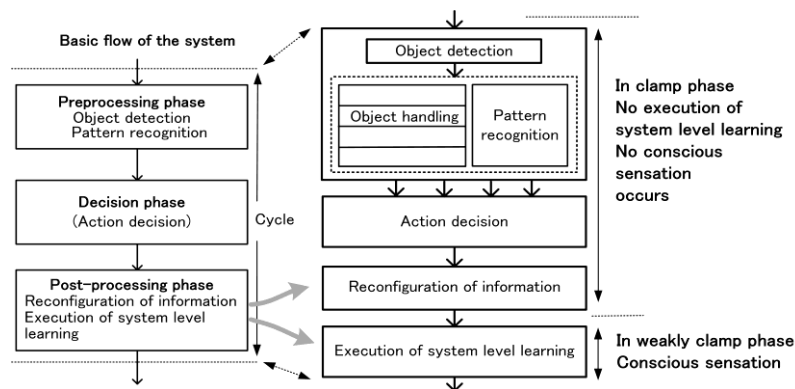 Basic flow of the system
Preprocessing phase
Object detection
Pattern recognition
Decision phase
(Action decision)
Cycle
Post-processing phase
Reconfiguration of information
Execution of system level
learning
Object detection
Object handling
Pattern
recognition
Action decision
Reconfiguration of information
Execution of system level learning
In clamp phase
No execution of
system level learning
No conscious
sensation
occurs
In weakly clamp phase
Conscious sensation